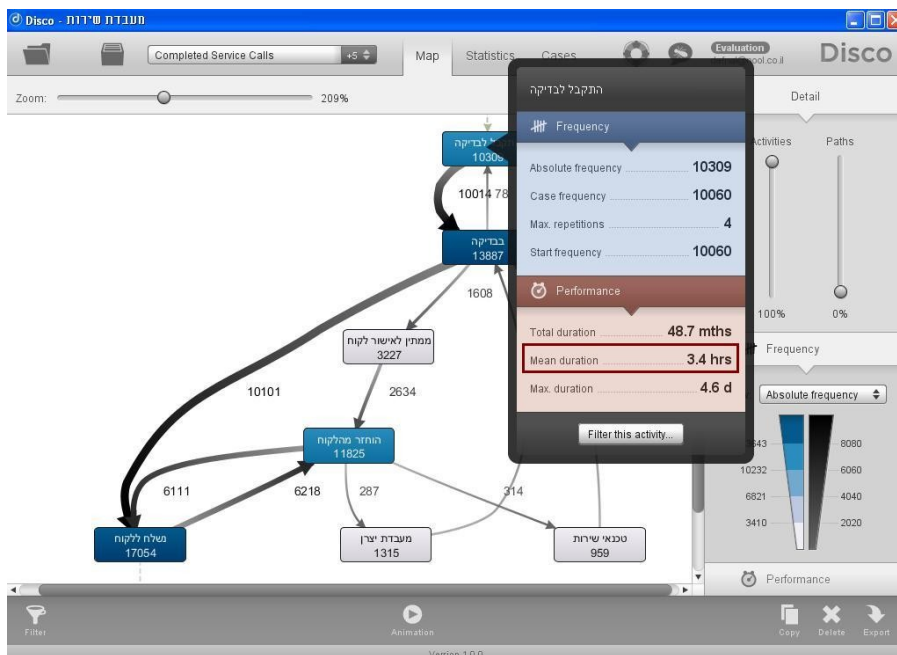 Disco - מעבדת שירות
Completed Service Calls
+5
Map
Statistics
Cases
Evaluation
Disco
Zoom:
209%
Detail
התקבל לבדיקה
Frequency
Absolute frequency 10309
Case frequency 10060
Max. repetitions 4
Start frequency 10060
Performance
Total duration 48.7 mths
Mean duration 3.4 hrs
Max. duration 4.6 d
Filter this activity...
לבדיקה
10309
10014 78
בבדיקה
13887
1608
ממתין לאישור לקוח
3227
10101
2634
הוחזר מהלקוח
11825
6111
6218
287
314
נשלח ללקוח
17054
מעבדת יצרן
1315
טכנאי שירות
959
Activities
Paths
100%
0%
Frequency
Absolute frequency
8080
10232
6060
6821
4040
3410
2020
Performance
Filter
Animation
Copy
Delete
Export